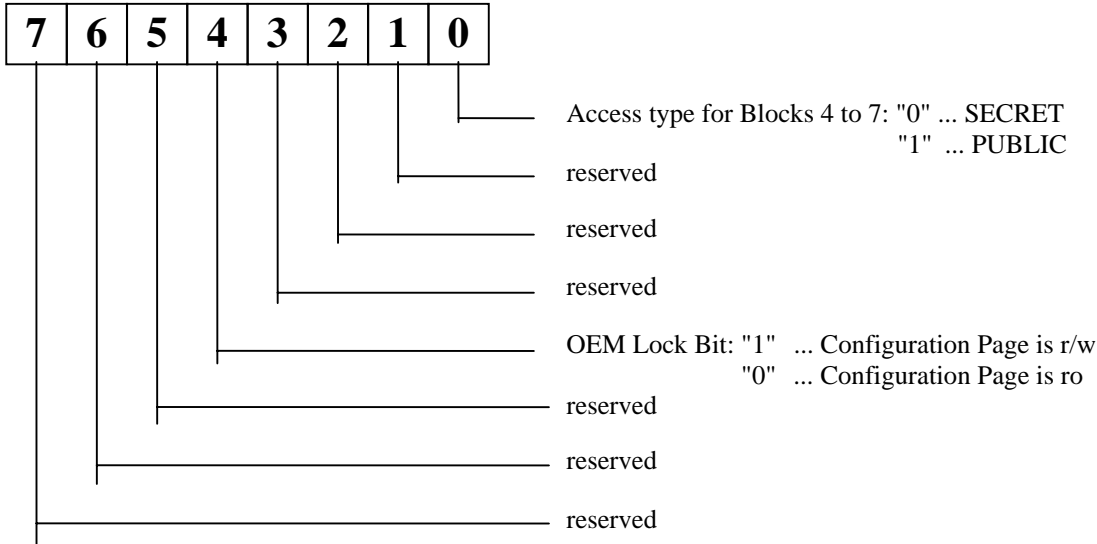 7 6 5 4 3 2 1 0
Access type for Blocks 4 to 7: "0" ... SECRET
"1" ... PUBLIC
reserved
reserved
reserved
OEM Lock Bit: "1" ... Configuration Page is r/w
"0" ... Configuration Page is ro
reserved
reserved
reserved